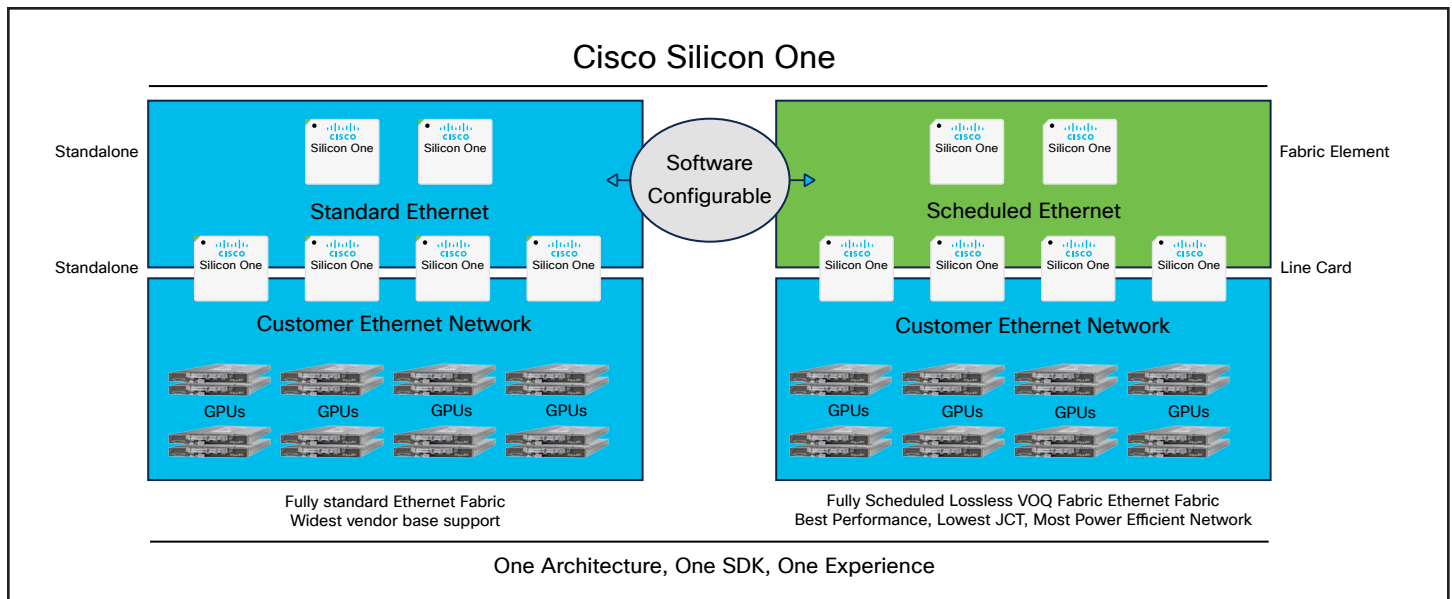 Cisco Silicon One
Standalone
CISCO
Silicon One
CISCO
Silicon One
Standard Ethernet
Standalone
CISCO
Silicon One
CISCO
Silicon One
CISCO
Silicon One
CISCO
Silicon One
Customer Ethernet Network
GPUs
GPUs
GPUs
GPUs
Fully standard Ethernet Fabric
Widest vendor base support
Software
Configurable
CISCO
Silicon One
CISCO
Silicon One
Fabric Element
Scheduled Ethernet
CISCO
Silicon One
CISCO
Silicon One
CISCO
Silicon One
CISCO
Silicon One
Line Card
Customer Ethernet Network
GPUs
GPUs
GPUs
GPUs
Fully Scheduled Lossless VOQ Fabric Ethernet Fabric
Best Performance, Lowest JCT, Most Power Efficient Network
One Architecture, One SDK, One Experience